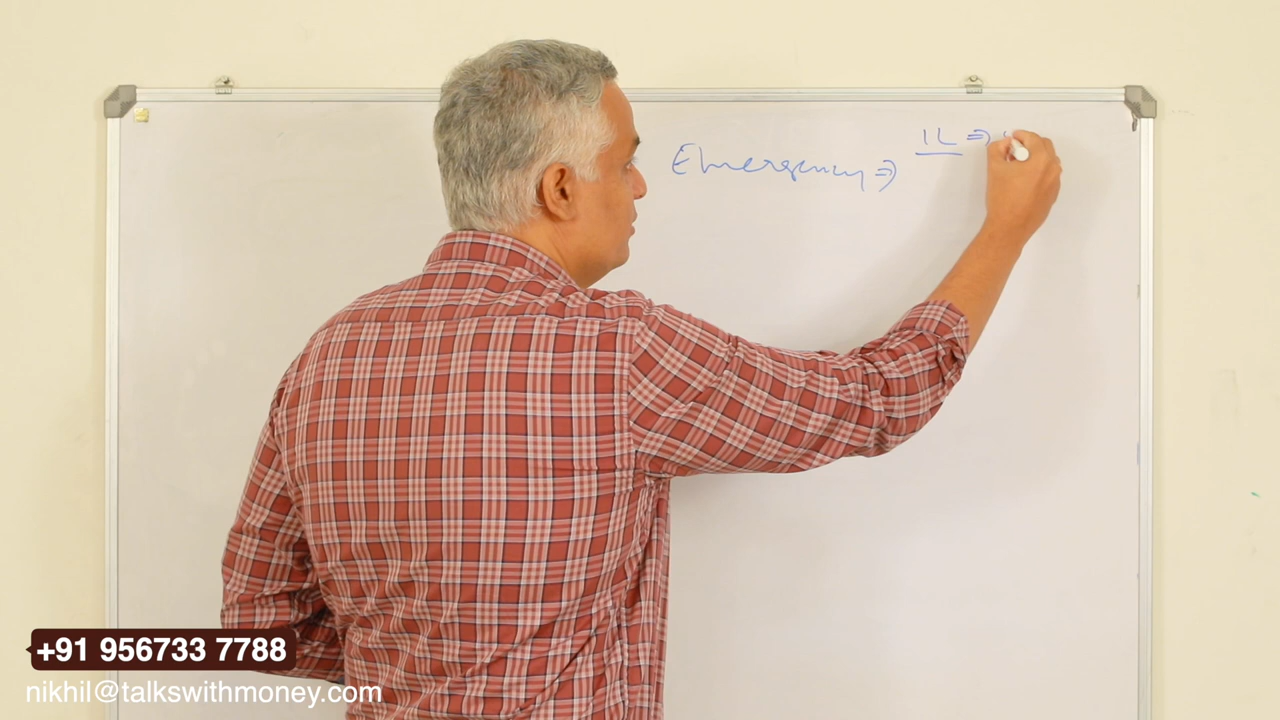 Emergency ⇒ 1L ⇒
+91 956733 7788
nikhil@talkswithmoney.com